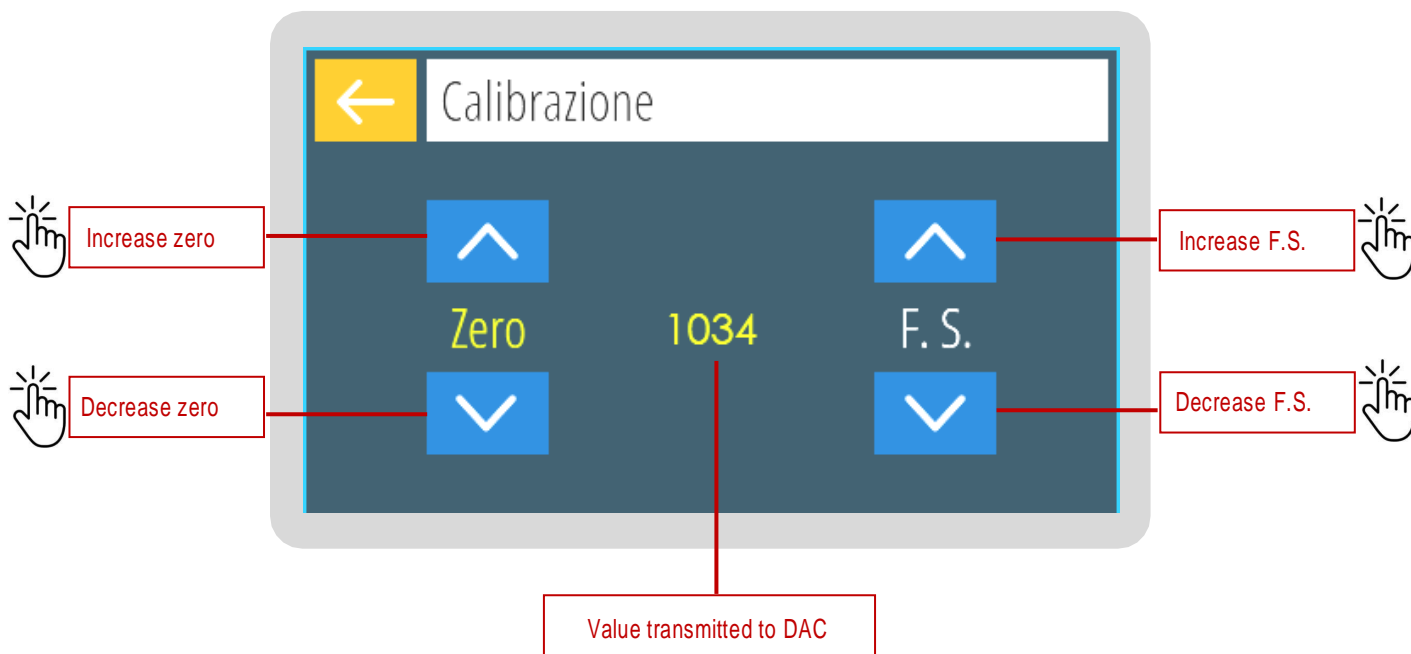 Calibrazione
Increase zero
Increase F.S.
Zero
1034
F. S.
Decrease zero
Decrease F.S.
Value transmitted to DAC